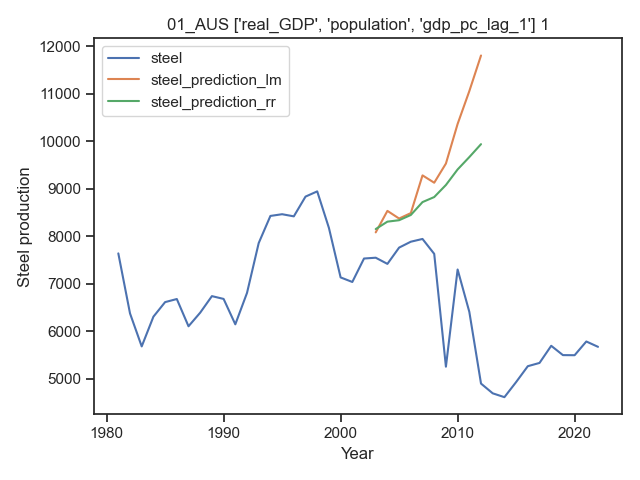 01_AUS ['real_GDP', 'population', 'gdp_pc_lag_1'] 1
steel
steel_prediction_lm
steel_prediction_rr
12000
11000
10000
9000
8000
7000
6000
5000
Steel production
1980 1990 2000 2010 2020
Year